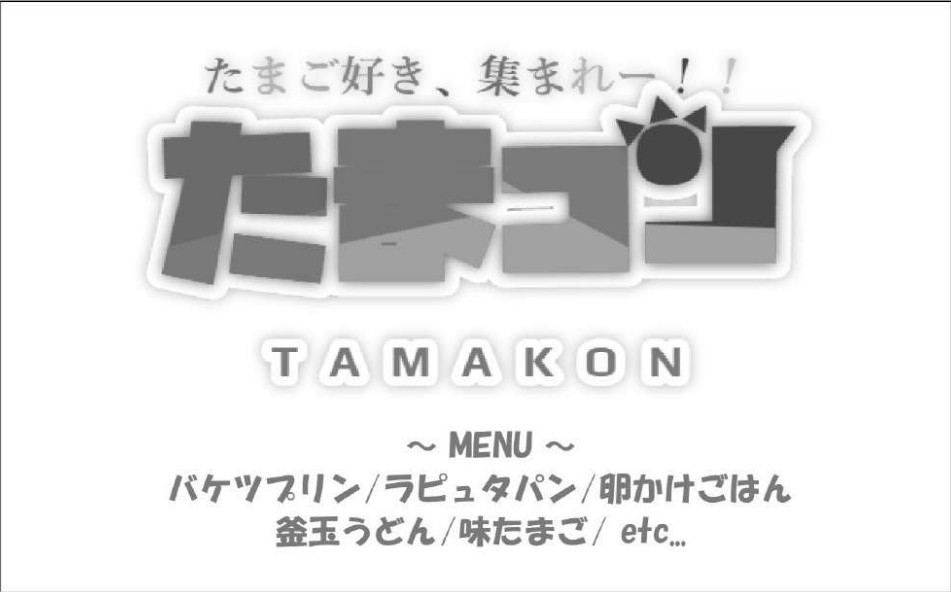 たまご好き、集まれー！！
たまコン
TAMAKON
～ MENU ～
バケツプリン/ラピュタパン/卵かけごはん
釜玉うどん/味たまご/ etc...